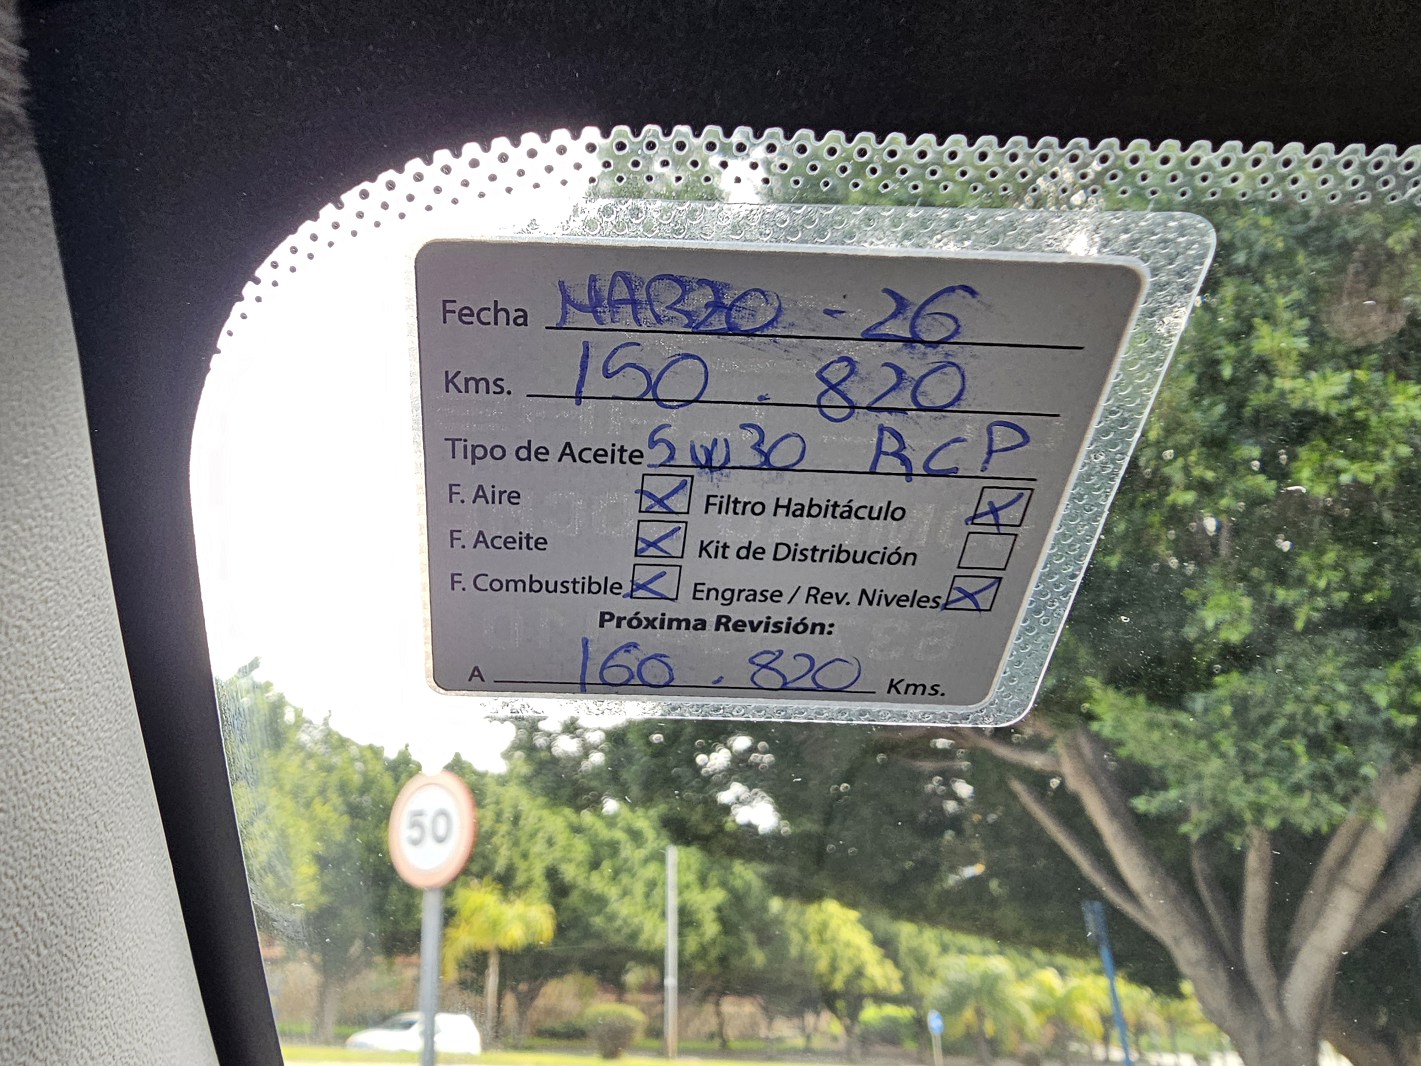 Fecha MARZO - 26
Kms. 150.820
Tipo de Aceite 5W30 RCP
F. Aire X Filtro Habitáculo X
F. Aceite X Kit de Distribución
F. Combustible X Engrase / Rev. Niveles X
Próxima Revisión:
A 160.820 Kms.
50